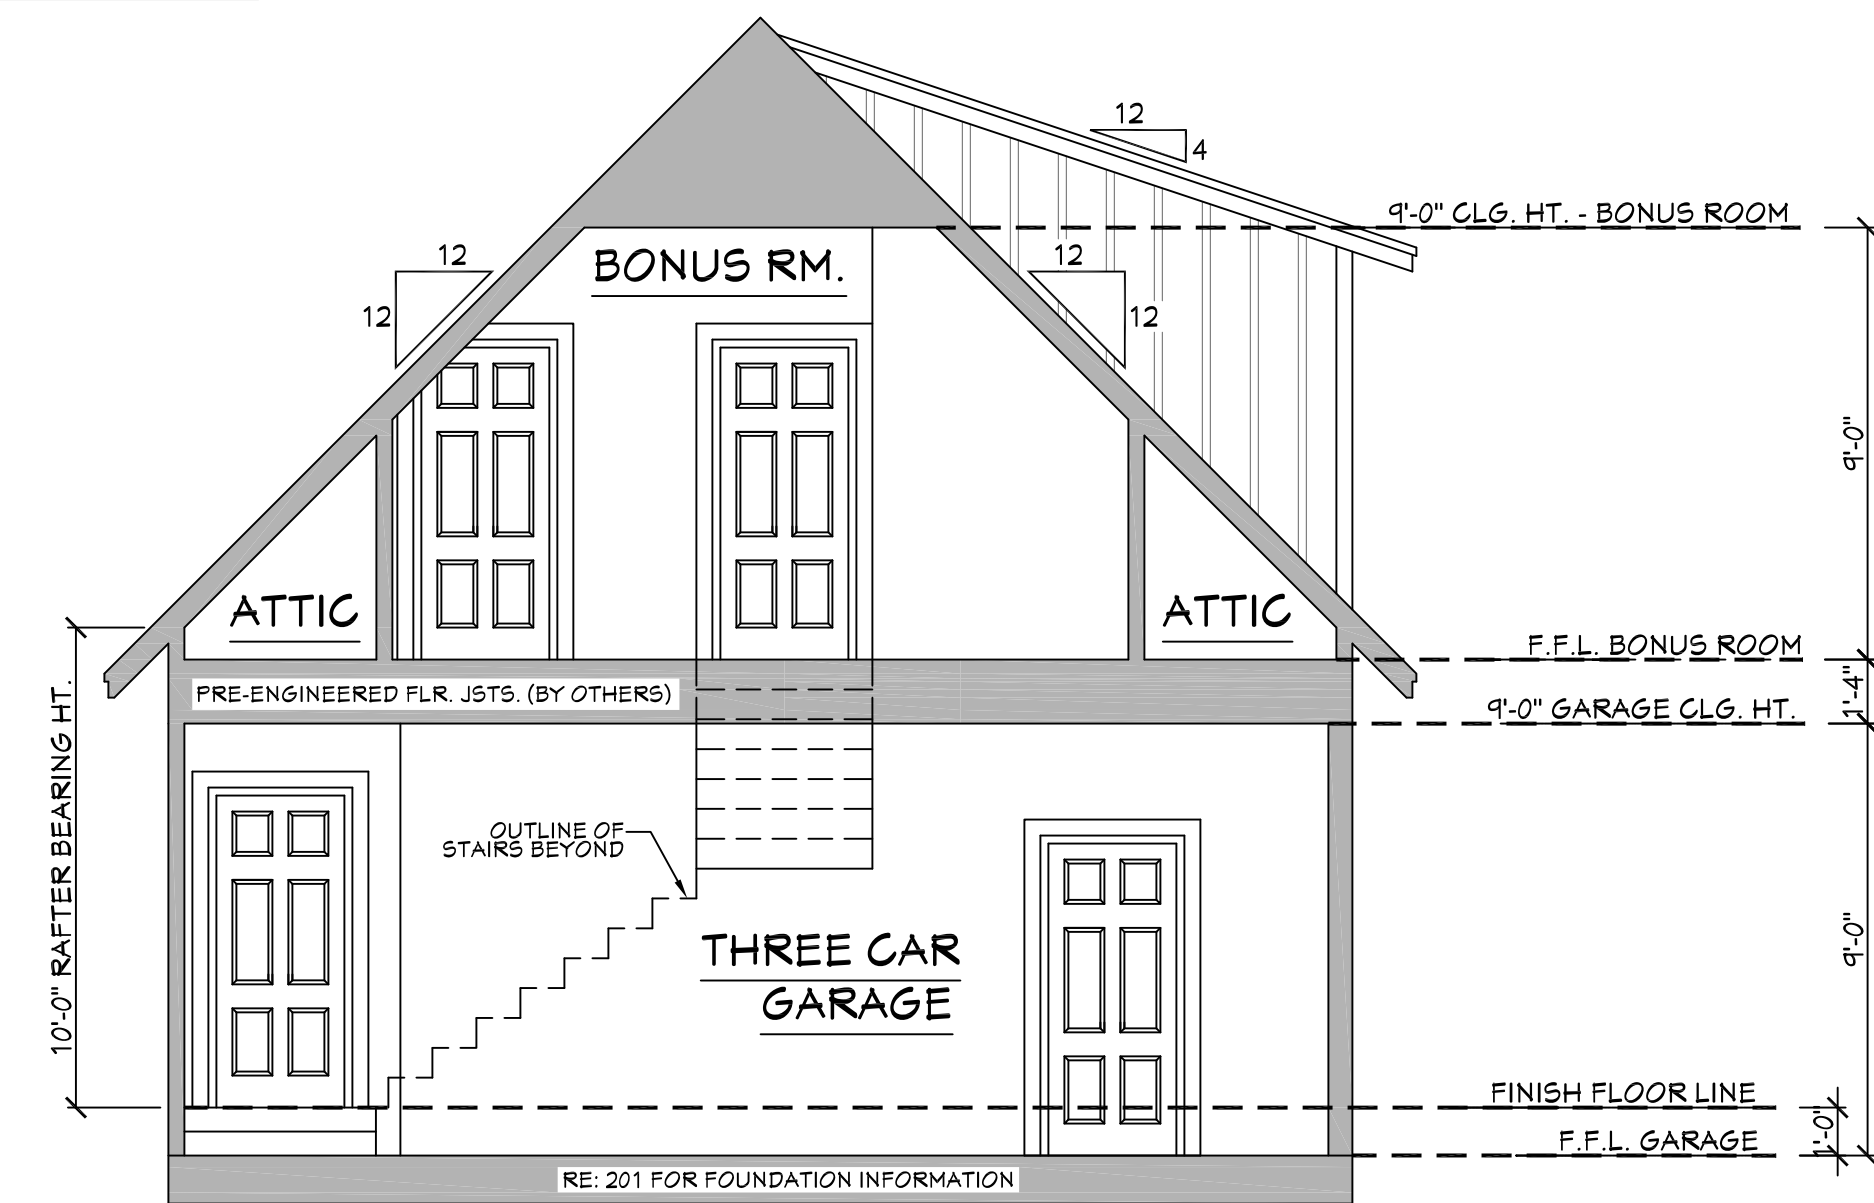 12
4
9'-0" CLG. HT. - BONUS ROOM
12
BONUS RM.
12
12
12
9'-0"
ATTIC
ATTIC
F.F.L. BONUS ROOM
PRE-ENGINEERED FLR. JSTS. (BY OTHERS)
1'-4"
9'-0" GARAGE CLG. HT.
10'-0" RAFTER BEARING HT.
OUTLINE OF
STAIRS BEYOND
THREE CAR
GARAGE
9'-0"
FINISH FLOOR LINE
1'-0"
F.F.L. GARAGE
RE: 201 FOR FOUNDATION INFORMATION